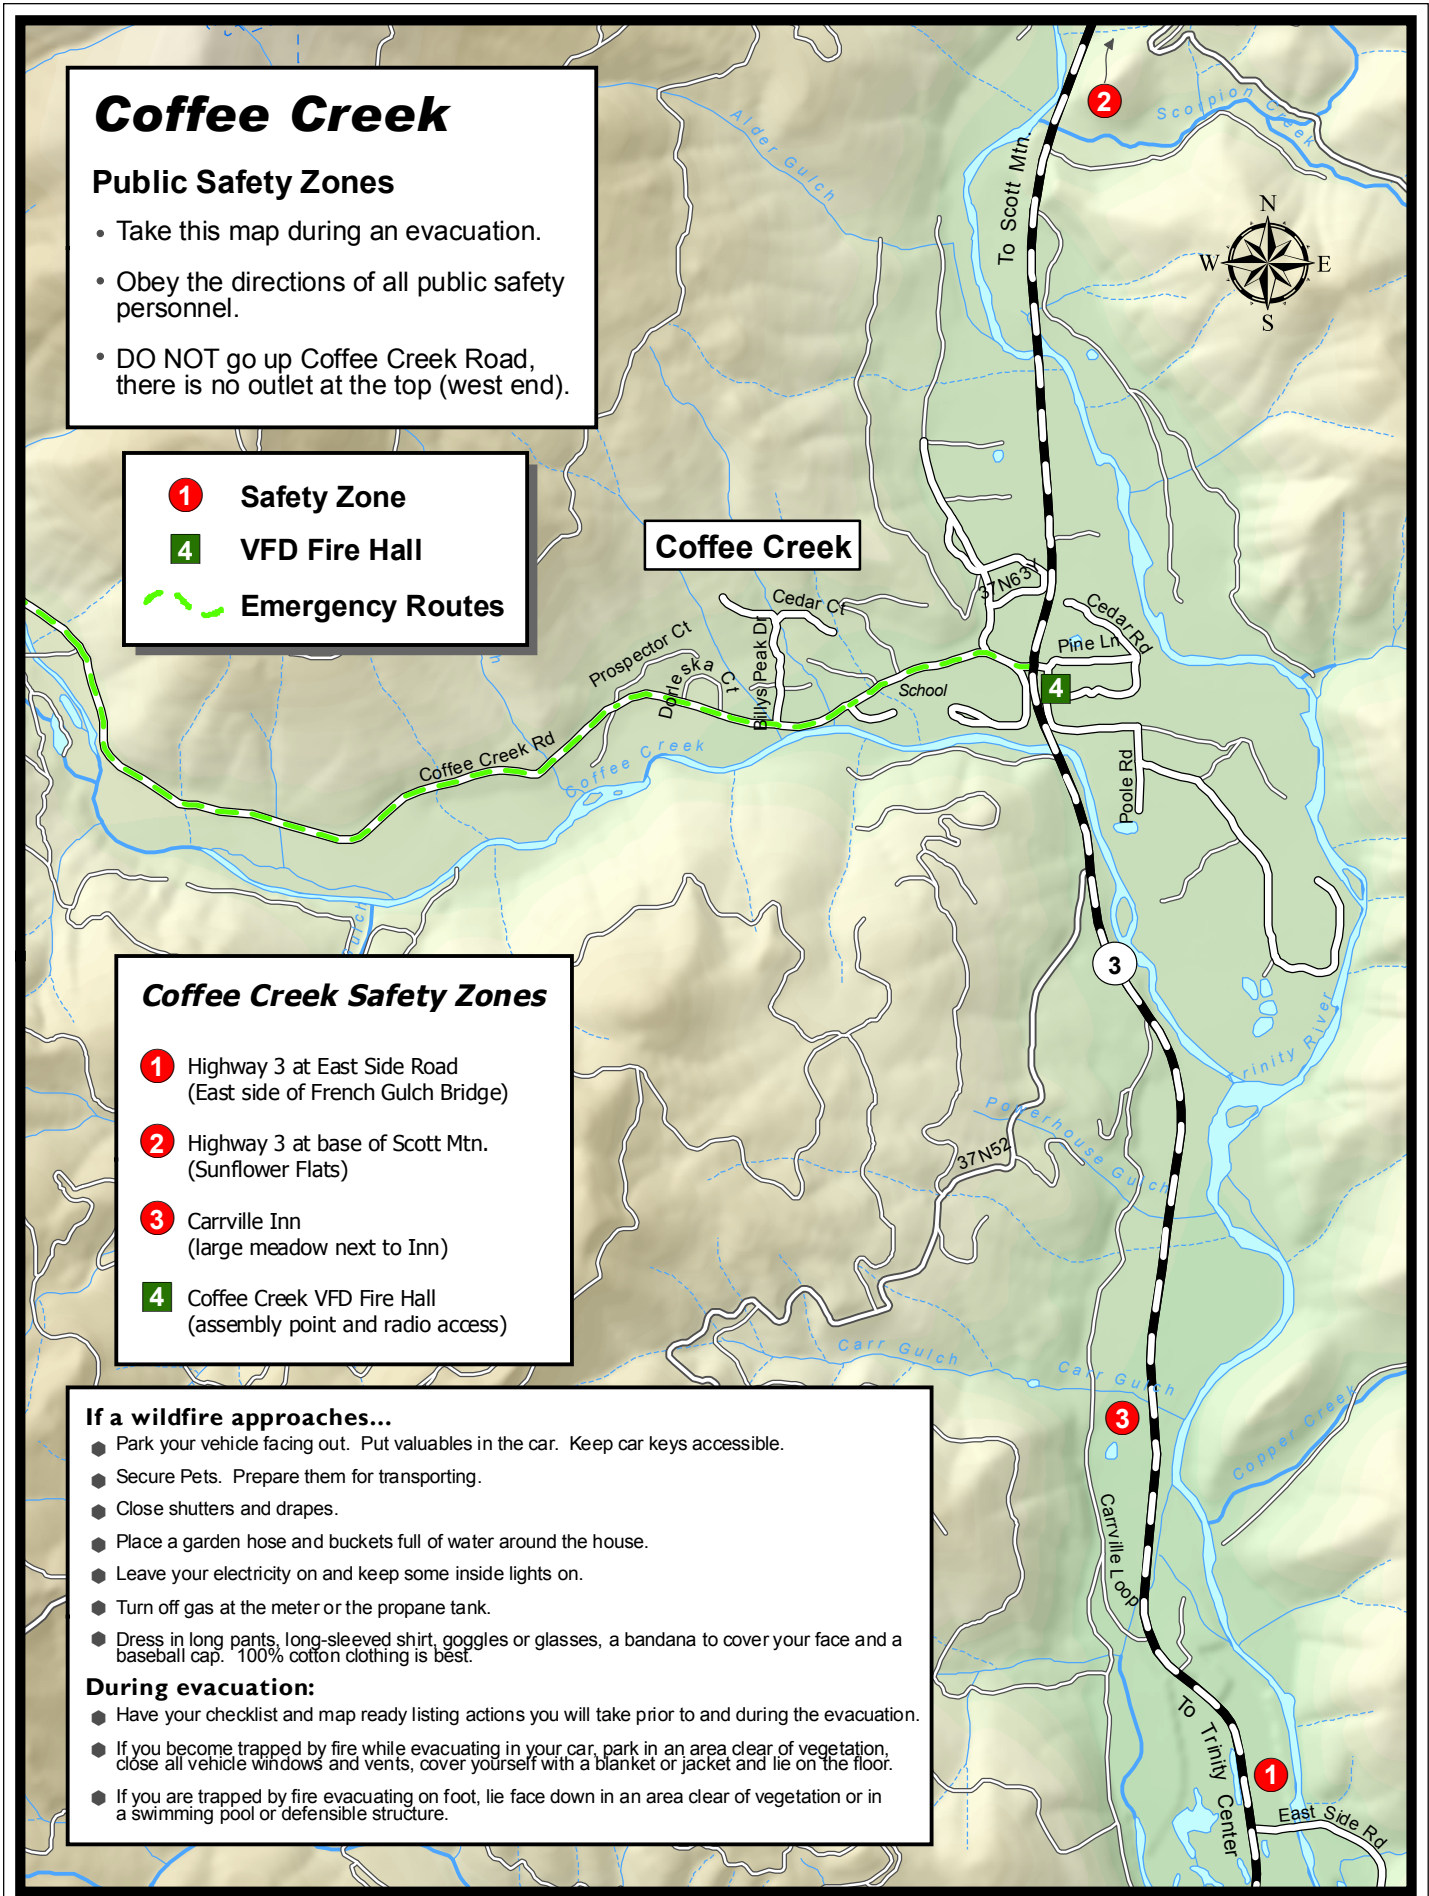 Coffee Creek
Public Safety Zones
• Take this map during an evacuation.
• Obey the directions of all public safety
personnel.
• DO NOT go up Coffee Creek Road,
there is no outlet at the top (west end).
1 Safety Zone
4 VFD Fire Hall
Emergency Routes
Coffee Creek
Alder Gulch
To Scott Mtn.
2
Scorpion Creek
N
W E
S
37N63Y
Cedar Rd
Pine Ln
4
School
Cedar Ct
Billys Peak Dr
Prospector Ct
Dorleska Ct
Coffee Creek Rd
Coffee Creek
Poole Rd
3
Trinity River
Gulch
Powerhouse Gulch
37N52
Carr Gulch
Carr Gulch
3
Copper Creek
Carrville Loop
To Trinity Center
1
East Side Rd
Coffee Creek Safety Zones
1 Highway 3 at East Side Road
(East side of French Gulch Bridge)
2 Highway 3 at base of Scott Mtn.
(Sunflower Flats)
3 Carrville Inn
(large meadow next to Inn)
4 Coffee Creek VFD Fire Hall
(assembly point and radio access)
If a wildfire approaches...
Park your vehicle facing out. Put valuables in the car. Keep car keys accessible.
Secure Pets. Prepare them for transporting.
Close shutters and drapes.
Place a garden hose and buckets full of water around the house.
Leave your electricity on and keep some inside lights on.
Turn off gas at the meter or the propane tank.
Dress in long pants, long-sleeved shirt, goggles or glasses, a bandana to cover your face and a
baseball cap. 100% cotton clothing is best.
During evacuation:
Have your checklist and map ready listing actions you will take prior to and during the evacuation.
If you become trapped by fire while evacuating in your car, park in an area clear of vegetation,
close all vehicle windows and vents, cover yourself with a blanket or jacket and lie on the floor.
If you are trapped by fire evacuating on foot, lie face down in an area clear of vegetation or in
a swimming pool or defensible structure.